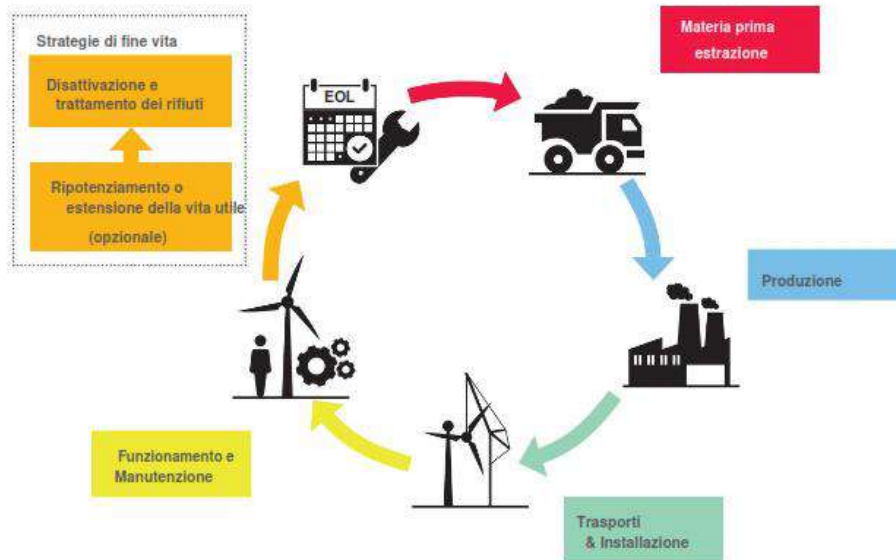 Strategie di fine vita
Disattivazione e
trattamento dei rifiuti
Ripotenziamento o
estensione della vita utile
(opzionale)
EOL
Materia prima
estrazione
Produzione
Trasporti
& Installazione
Funzionamento e
Manutenzione